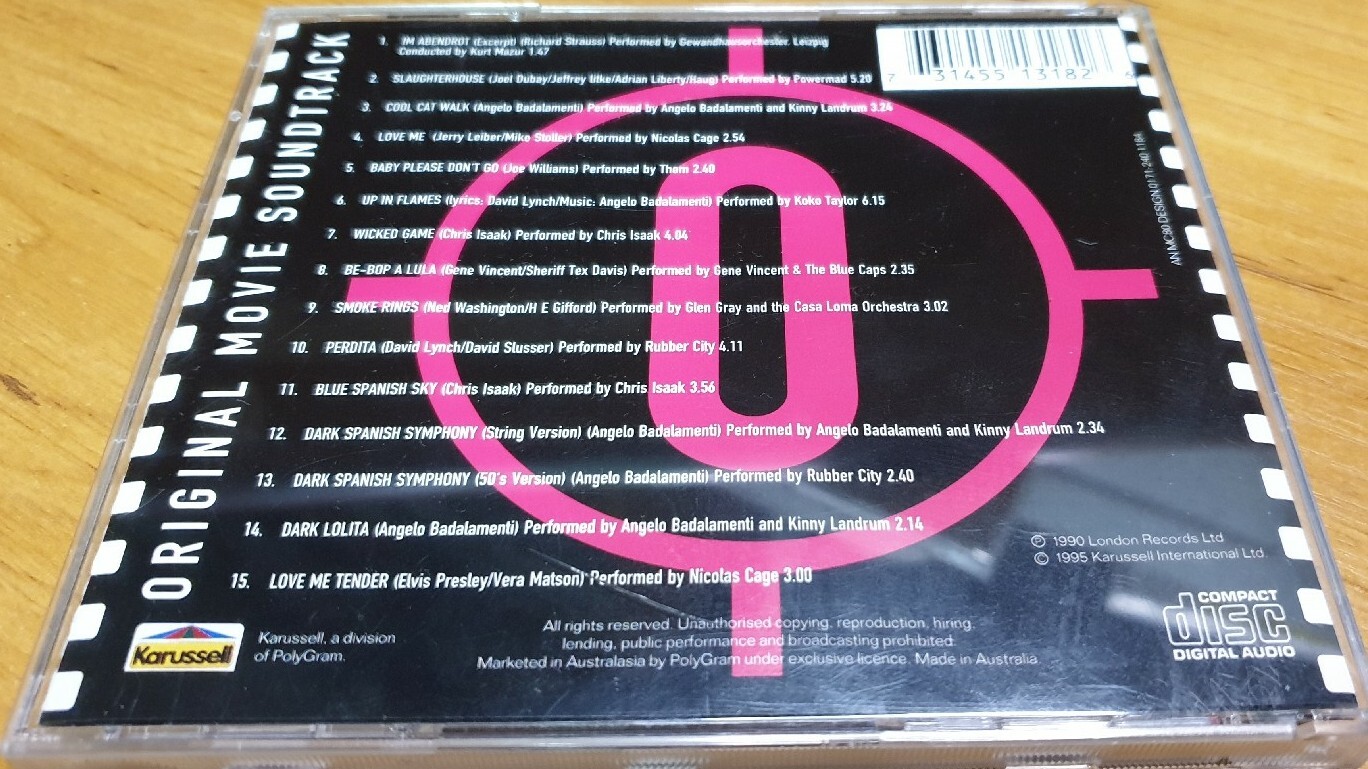 ORIGINAL MOVIE SOUNDTRACK
1. IM ABENDROT (Excerpt) (Richard Strauss) Performed by Gewandhausorchester. Leipzig
Conducted by Kurt Mazur 1.47
2. SLAUGHTERHOUSE (Joel Dubay/Jeffrey Litke/Adrian Liberty/Haug) Performed by Powermad 5.20
3. COOL CAT WALK (Angelo Badalamenti) Performed by Angelo Badalamenti and Kinny Landrum 3.24
4. LOVE ME (Jerry Leiber/Mike Stoller) Performed by Nicolas Cage 2.54
5. BABY PLEASE DON'T GO (Joe Williams) Performed by Them 2.40
6. UP IN FLAMES (lyrics: David Lynch/Music: Angelo Badalamenti) Performed by Koko Taylor 6.15
7. WICKED GAME (Chris Isaak) Performed by Chris Isaak 4.04
8. BE-BOP A LULA (Gene Vincent/Sheriff Tex Davis) Performed by Gene Vincent & The Blue Caps 2.35
9. SMOKE RINGS (Ned Washington/H E Gifford) Performed by Glen Gray and the Casa Loma Orchestra 3.02
10. PERDITA (David Lynch/David Slusser) Performed by Rubber City 4.11
11. BLUE SPANISH SKY (Chris Isaak) Performed by Chris Isaak 3.56
12. DARK SPANISH SYMPHONY (String Version) (Angelo Badalamenti) Performed by Angelo Badalamenti and Kinny Landrum 2.34
13. DARK SPANISH SYMPHONY (50's Version) (Angelo Badalamenti) Performed by Rubber City 2.40
14. DARK LOLITA (Angelo Badalamenti) Performed by Angelo Badalamenti and Kinny Landrum 2.14
15. LOVE ME TENDER (Elvis Presley/Vera Matson) Performed by Nicolas Cage 3.00
7 31455 13182
AN MC80 DESIGN 0171-240 1184
℗ 1990 London Records Ltd
© 1995 Karussell International Ltd.
Karussell
Karussell, a division
of PolyGram.
All rights reserved. Unauthorised copying, reproduction, hiring,
lending, public performance and broadcasting prohibited.
Marketed in Australasia by PolyGram under exclusive licence. Made in Australia.
COMPACT
disc
DIGITAL AUDIO